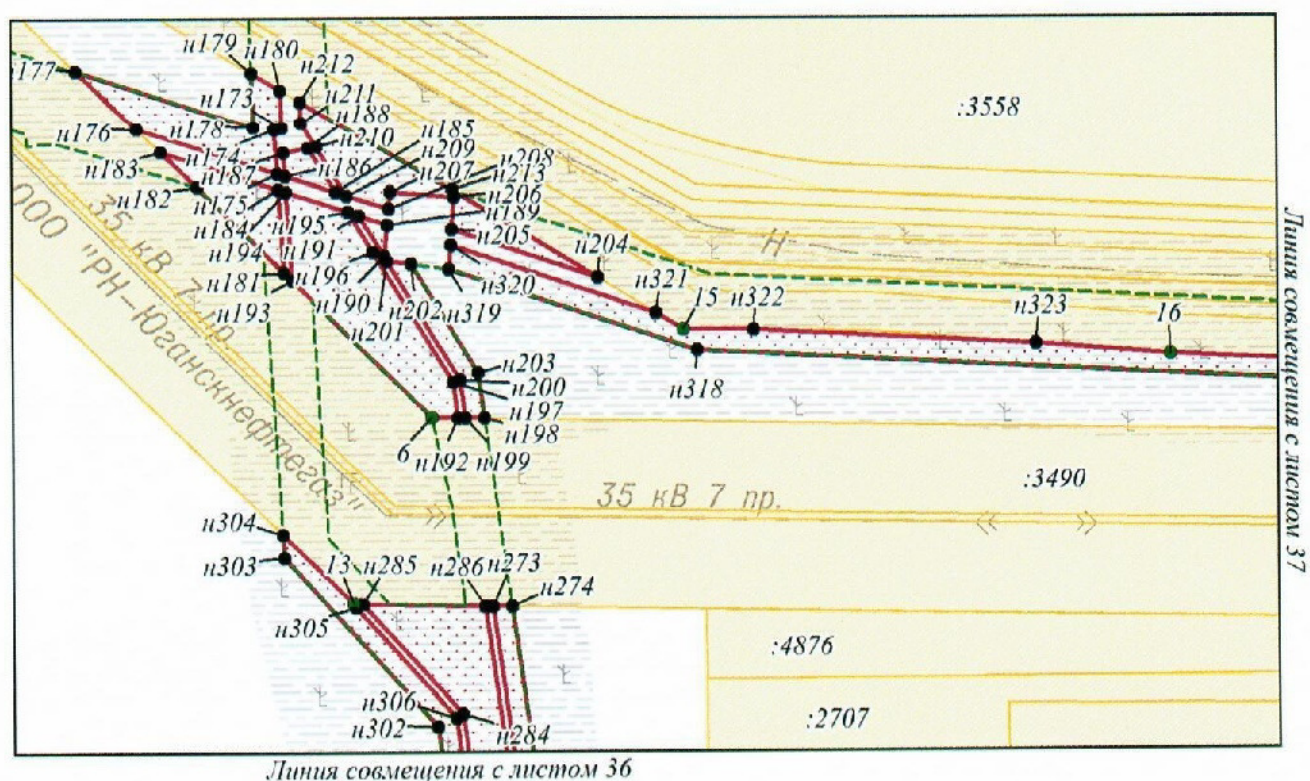 н179
н180
н212
н177
н211
:3558
н173
н188
н185
н178
н210
н209
н208
н176
н174
н186
н207
н213
н183
н187
н206
н182
н175
н189
н195
н205
н184
н191
н204
н194
н196
н320
н321
15
н322
н323
16
Н
н181
н190
н202
н319
н193
н201
35 кВ 7 пр.
ООО "РН-Юганскнефтегаз"
н318
н203
н200
н197
н198
6
н192
н199
:3490
35 кВ 7 пр.
н304
н303
13
н285
н286
н273
н274
н305
:4876
н306
н302
н284
:2707
Линия совмещения с листом 37
Линия совмещения с листом 36